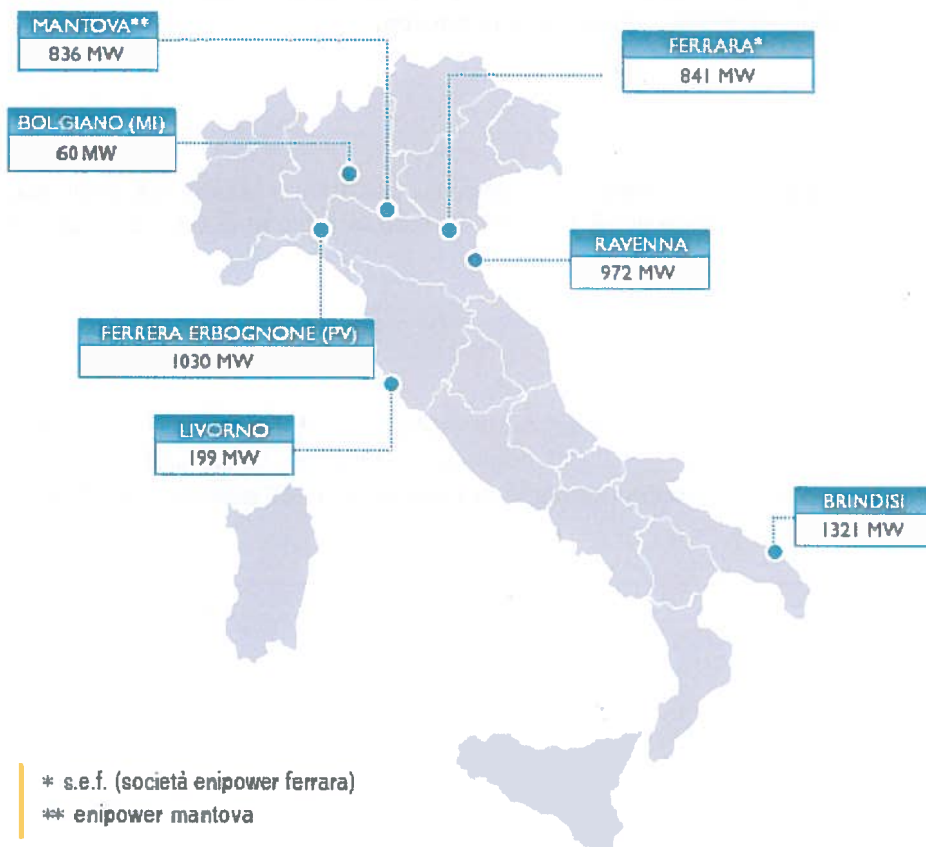 MANTOVA**
836 MW
FERRARA*
841 MW
BOLGIANO (MI)
60 MW
RAVENNA
972 MW
FERRERA ERBOGNONE (PV)
1030 MW
LIVORNO
199 MW
BRINDISI
1321 MW
* s.e.f. (società enipower ferrara)
** enipower mantova